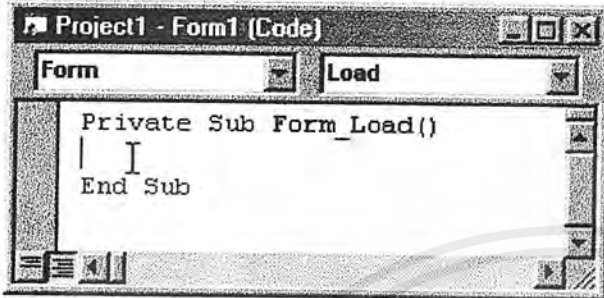 Project1 - Form1 (Code)
Form Load
Private Sub Form_Load()
End Sub